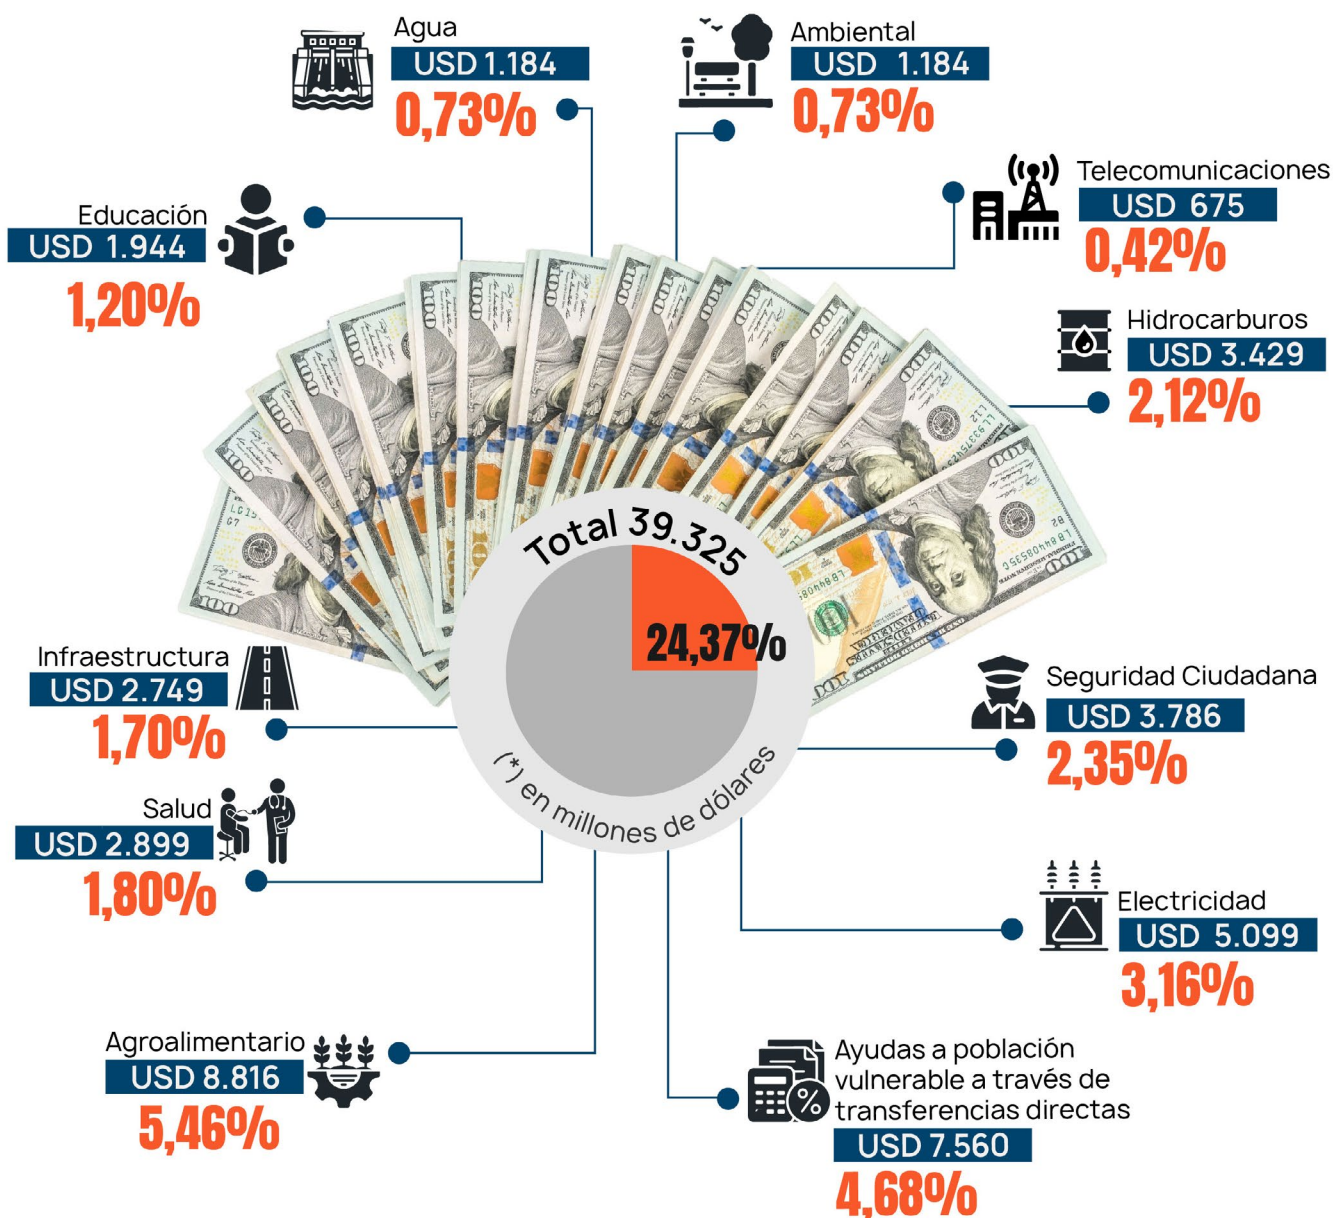 Agua
USD 1.184
0,73%
Ambiental
USD 1.184
0,73%
Telecomunicaciones
USD 675
0,42%
Educación
USD 1.944
1,20%
Hidrocarburos
USD 3.429
2,12%
Total 39.325
24,37%
(*) en millones de dólares
Infraestructura
USD 2.749
1,70%
Seguridad Ciudadana
USD 3.786
2,35%
Salud
USD 2.899
1,80%
Electricidad
USD 5.099
3,16%
Agroalimentario
USD 8.816
5,46%
Ayudas a población
vulnerable a través de
transferencias directas
USD 7.560
4,68%